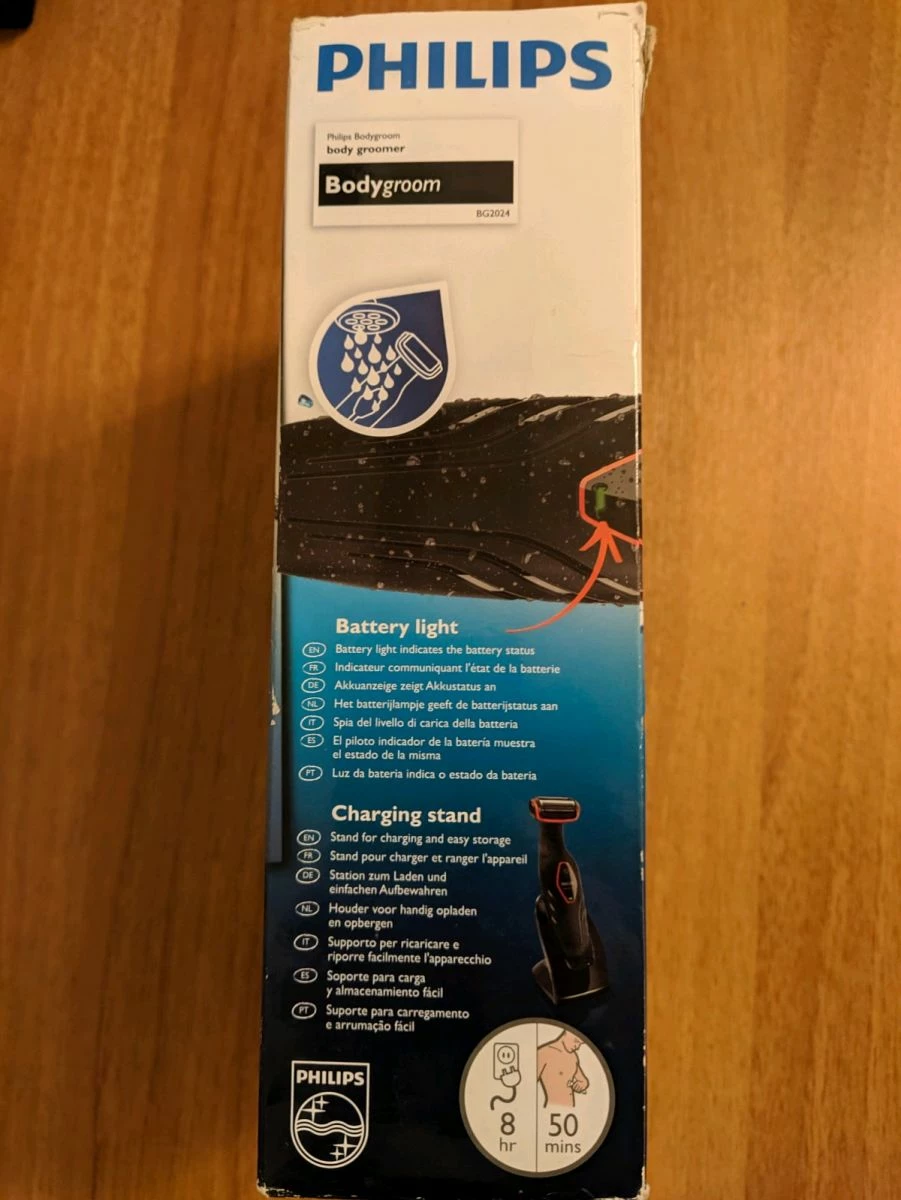 PHILIPS
Philips Bodygroom
body groomer
Bodygroom
BG2024
Battery light
EN Battery light indicates the battery status
FR Indicateur communiquant l'état de la batterie
DE Akkuanzeige zeigt Akkustatus an
NL Het batterijlampje geeft de batterijstatus aan
IT Spia del livello di carica della batteria
ES El piloto indicador de la batería muestra
el estado de la misma
PT Luz da bateria indica o estado da bateria
Charging stand
EN Stand for charging and easy storage
FR Stand pour charger et ranger l'appareil
DE Station zum Laden und
einfachen Aufbewahren
NL Houder voor handig opladen
en opbergen
IT Supporto per ricaricare e
riporre facilmente l'apparecchio
ES Soporte para carga
y almacenamiento fácil
PT Suporte para carregamento
e arrumação fácil
PHILIPS
8 50
hr mins